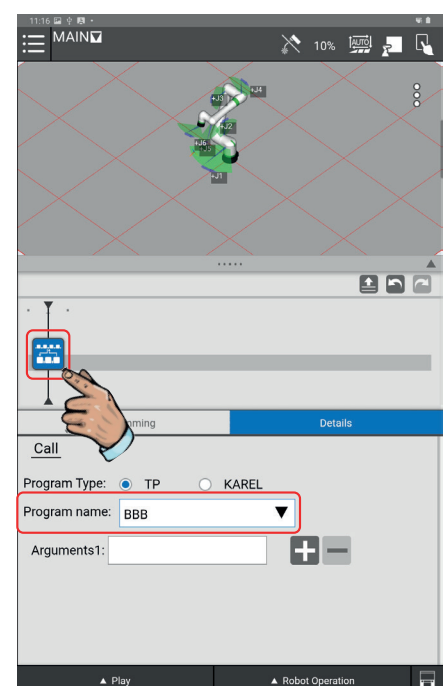 11:16
MAIN
10%
AUTO
+J3
+J4
+J2
+J6
+J5
+J1
mming
Details
Call
Program Type:
TP
KAREL
Program name:
BBB
Arguments1:
Play
Robot Operation